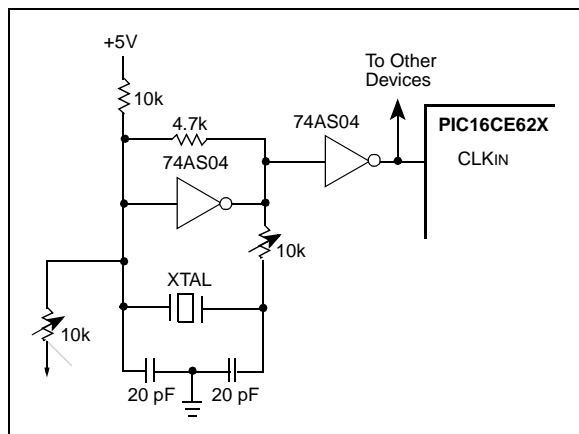 +5V
10k
4.7k
74AS04
74AS04
To Other
Devices
PIC16CE62X
CLKIN
10k
XTAL
10k
20 pF
20 pF